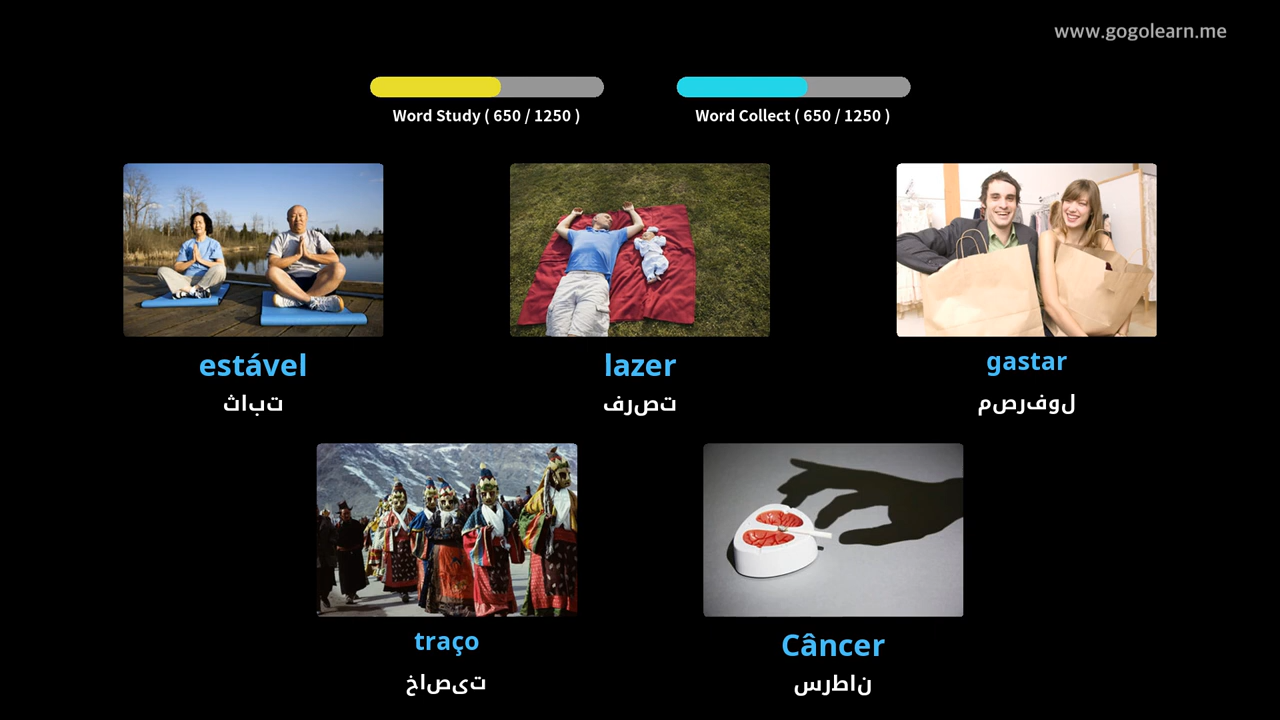 www.gogolearn.me
Word Study ( 650 / 1250 )
Word Collect ( 650 / 1250 )
estável
تباث
lazer
تصرف
gastar
لوفرصم
traço
تیصاخ
Câncer
ناطرس